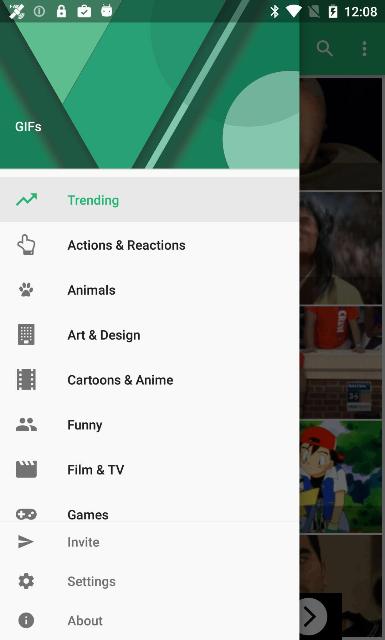 12:08
GIFs
Trending
Actions & Reactions
Animals
Art & Design
Cartoons & Anime
Funny
Film & TV
Games
Invite
Settings
About